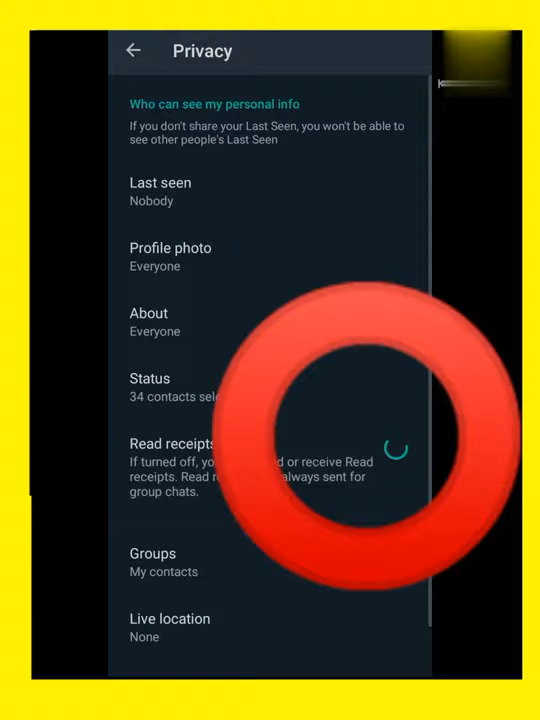 Privacy
Who can see my personal info
If you don't share your Last Seen, you won't be able to
see other people's Last Seen
Last seen
Nobody
Profile photo
Everyone
About
Everyone
Status
34 contacts
Read receipts
If turned off, or receive Read
receipts. Read always sent for
group chats.
Groups
My contacts
Live location
None